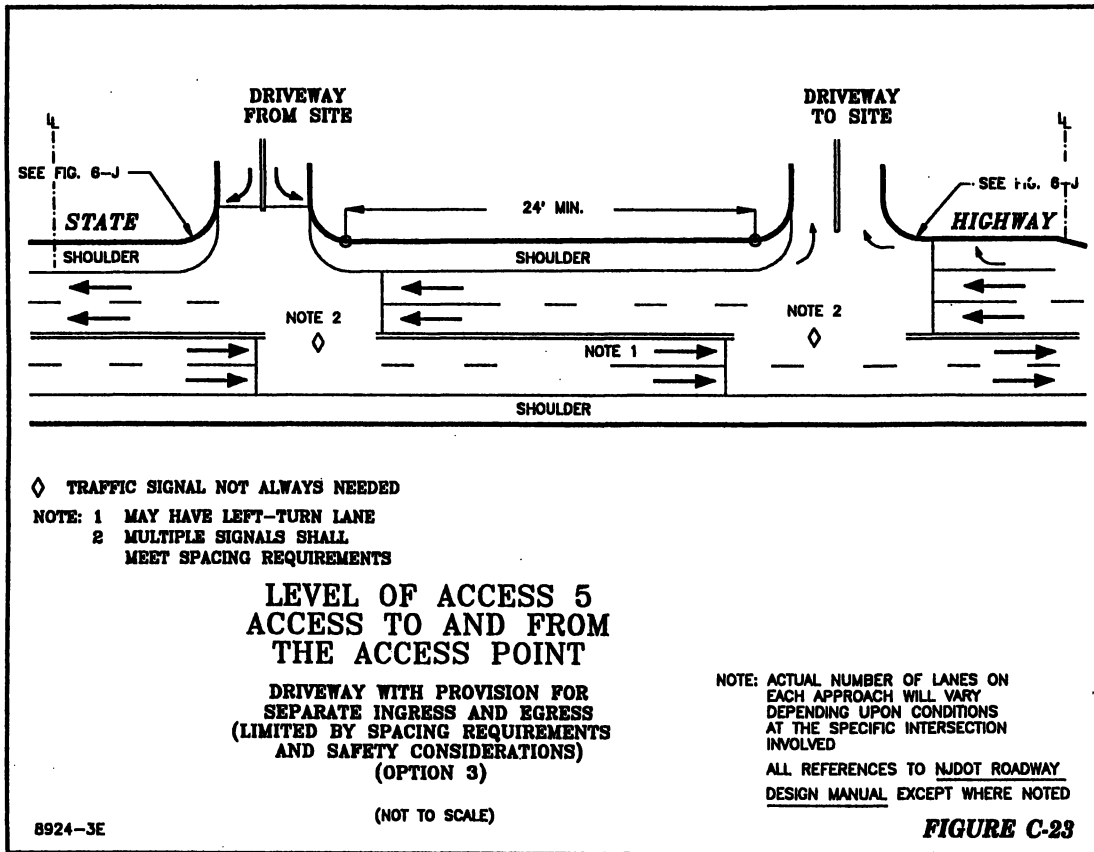 DRIVEWAY
FROM SITE
DRIVEWAY
TO SITE
SEE FIG. 6-J
SEE FIG. 6-J
24' MIN.
STATE
HIGHWAY
SHOULDER
SHOULDER
NOTE 2
NOTE 2
NOTE 1
SHOULDER
◊ TRAFFIC SIGNAL NOT ALWAYS NEEDED
NOTE: 1 MAY HAVE LEFT-TURN LANE
2 MULTIPLE SIGNALS SHALL
MEET SPACING REQUIREMENTS
LEVEL OF ACCESS 5
ACCESS TO AND FROM
THE ACCESS POINT
DRIVEWAY WITH PROVISION FOR
SEPARATE INGRESS AND EGRESS
(LIMITED BY SPACING REQUIREMENTS
AND SAFETY CONSIDERATIONS)
(OPTION 3)
(NOT TO SCALE)
NOTE: ACTUAL NUMBER OF LANES ON
EACH APPROACH WILL VARY
DEPENDING UPON CONDITIONS
AT THE SPECIFIC INTERSECTION
INVOLVED
ALL REFERENCES TO NJDOT ROADWAY
DESIGN MANUAL EXCEPT WHERE NOTED
8924-3E
FIGURE C-23